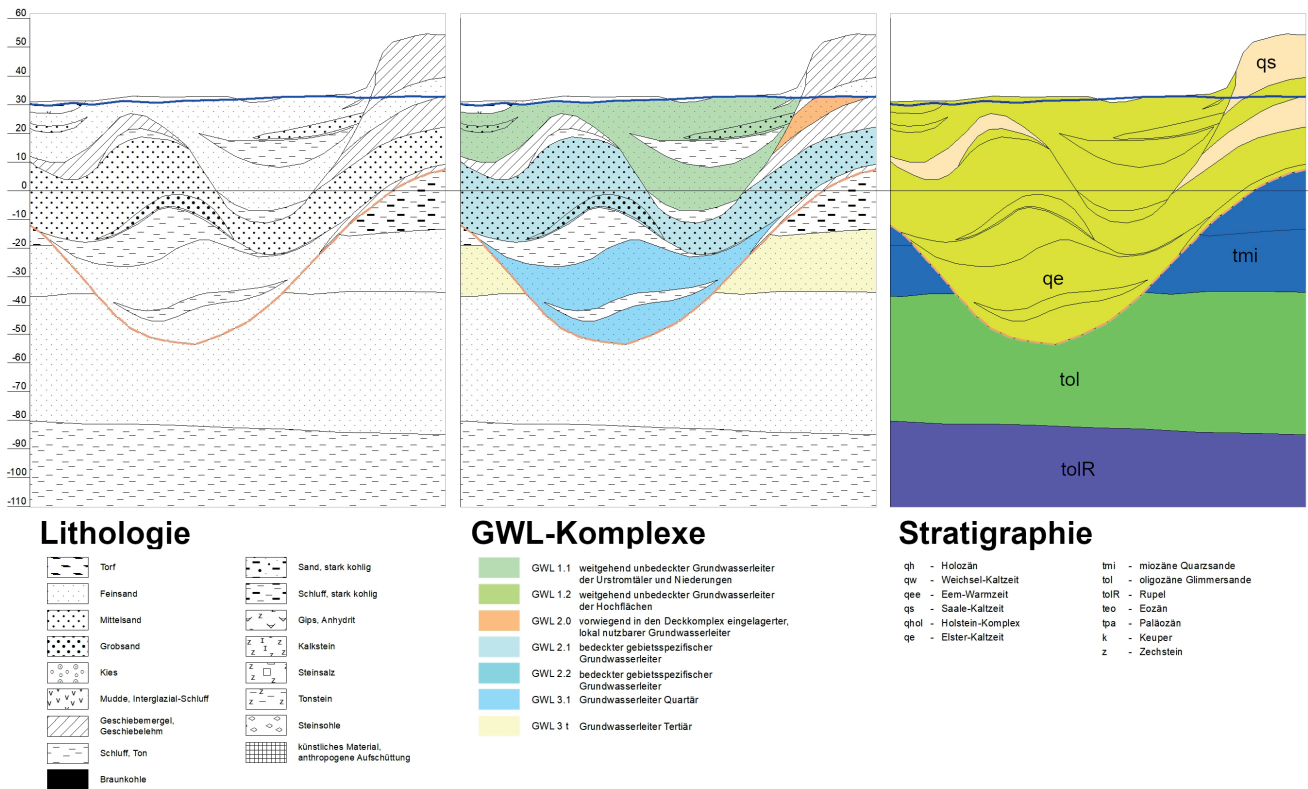 60
50
40
30
20
10
0
-10
-20
-30
-40
-50
-60
-70
-80
-90
-100
-110
qs
tmi
qe
tol
tolR
Lithologie
Torf
Feinsand
Mittelsand
Grobsand
Kies
Mudde, Interglazial-Schluff
Geschiebemergel,
Geschiebelehm
Schluff, Ton
Braunkohle
Sand, stark kohlig
Schluff, stark kohlig
Gips, Anhydrit
Kalkstein
Steinsalz
Tonstein
Steinsohle
künstliches Material,
anthropogene Aufschüttung
GWL-Komplexe
GWL 1.1 weitgehend unbedeckter Grundwasserleiter
der Urstromtäler und Niederungen
GWL 1.2 weitgehend unbedeckter Grundwasserleiter
der Hochflächen
GWL 2.0 vorwiegend in den Deckkomplex eingelagerter,
lokal nutzbarer Grundwasserleiter
GWL 2.1 bedeckter gebietsspezifischer
Grundwasserleiter
GWL 2.2 bedeckter gebietsspezifischer
Grundwasserleiter
GWL 3.1 Grundwasserleiter Quartär
GWL 3 t Grundwasserleiter Tertiär
Stratigraphie
qh - Holozän
qw - Weichsel-Kaltzeit
qee - Eem-Warmzeit
qs - Saale-Kaltzeit
qhol - Holstein-Komplex
qe - Elster-Kaltzeit
tmi - miozäne Quarzsande
tol - oligozäne Glimmersande
tolR - Rupel
teo - Eozän
tpa - Paläozän
k - Keuper
z - Zechstein